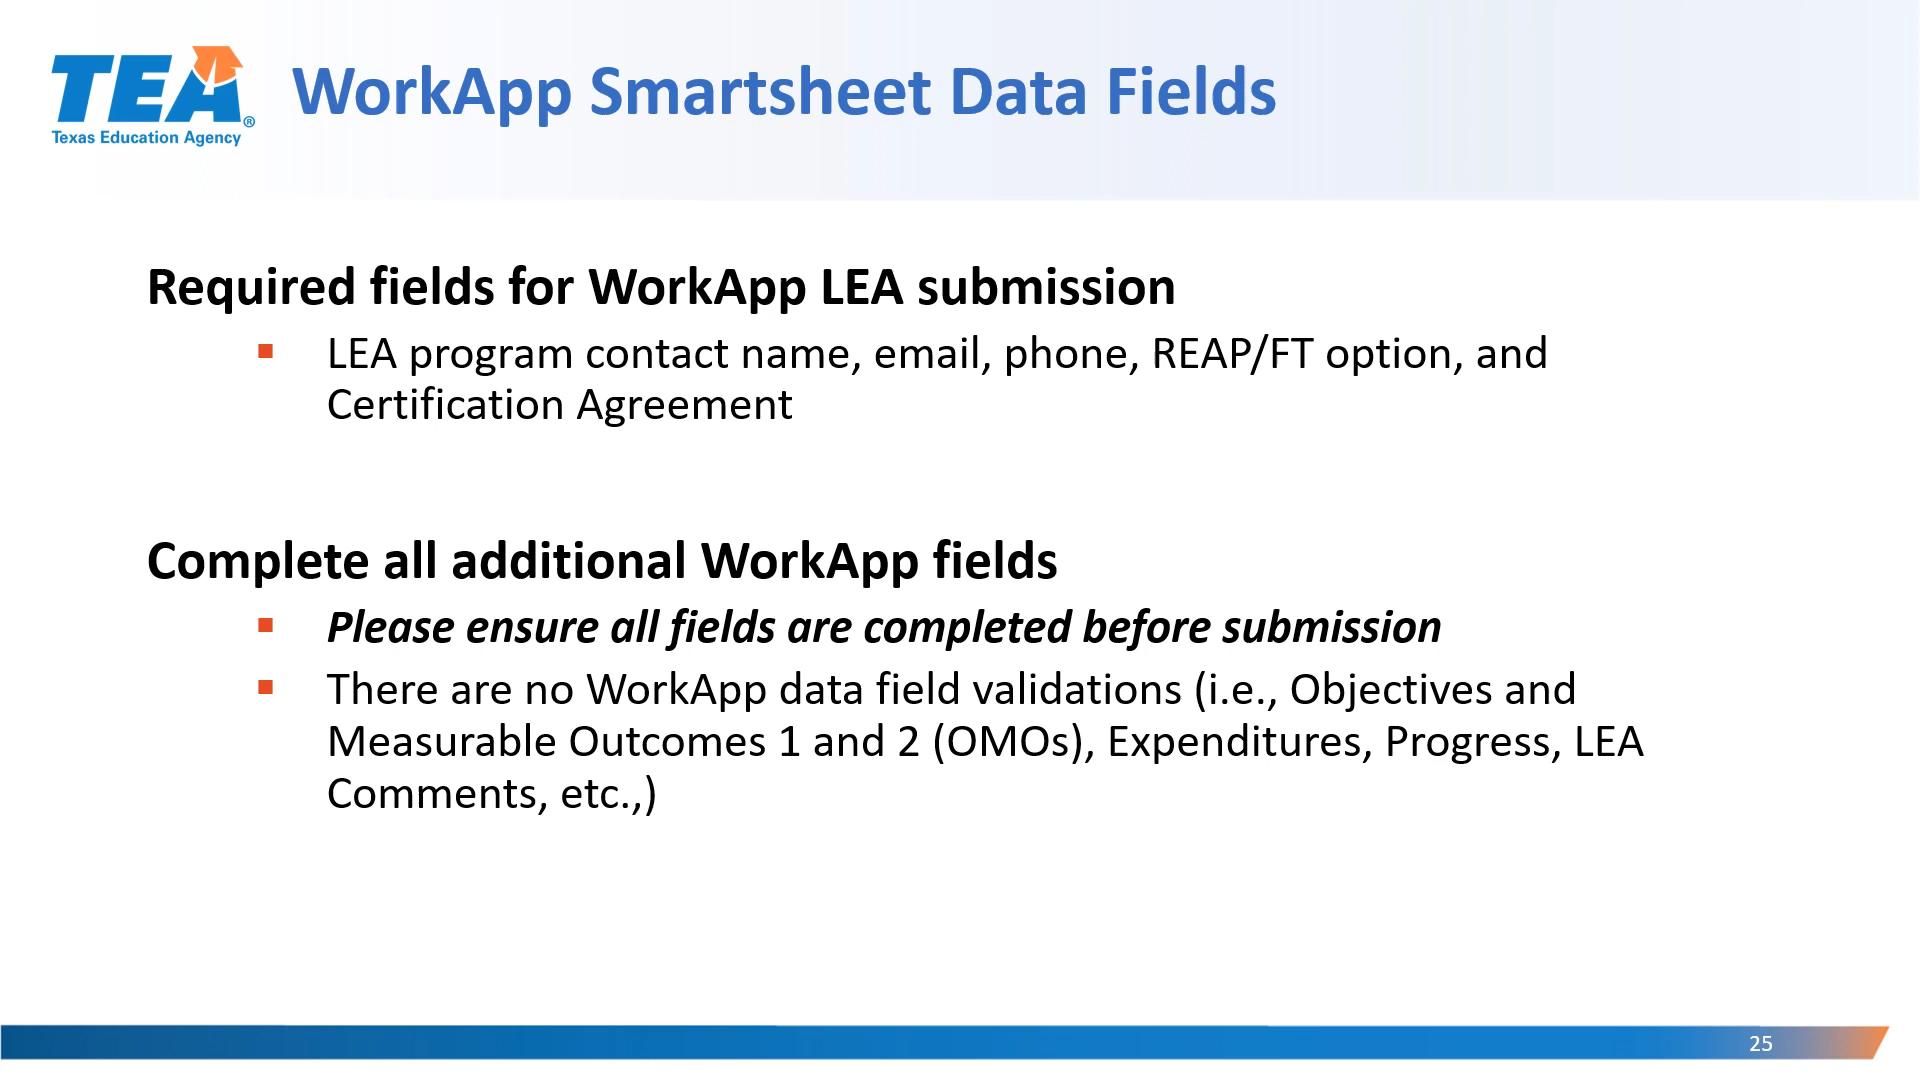 TEA®
Texas Education Agency
WorkApp Smartsheet Data Fields
Required fields for WorkApp LEA submission
▪ LEA program contact name, email, phone, REAP/FT option, and
Certification Agreement
Complete all additional WorkApp fields
▪ Please ensure all fields are completed before submission
▪ There are no WorkApp data field validations (i.e., Objectives and
Measurable Outcomes 1 and 2 (OMOs), Expenditures, Progress, LEA
Comments, etc.,)
25